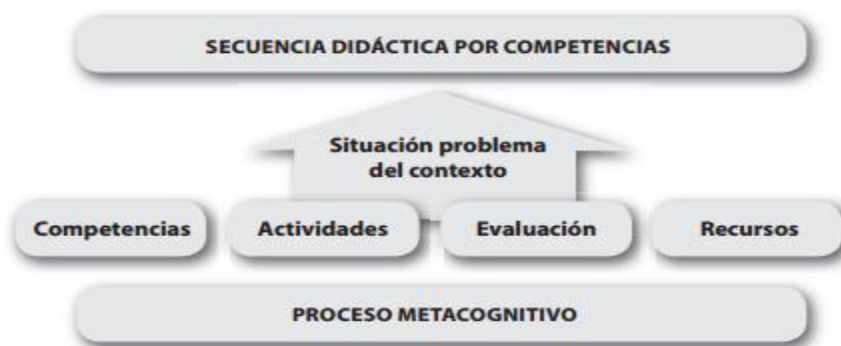 SECUENCIA DIDÁCTICA POR COMPETENCIAS
Situación problema
del contexto
Competencias
Actividades
Evaluación
Recursos
PROCESO METACOGNITIVO